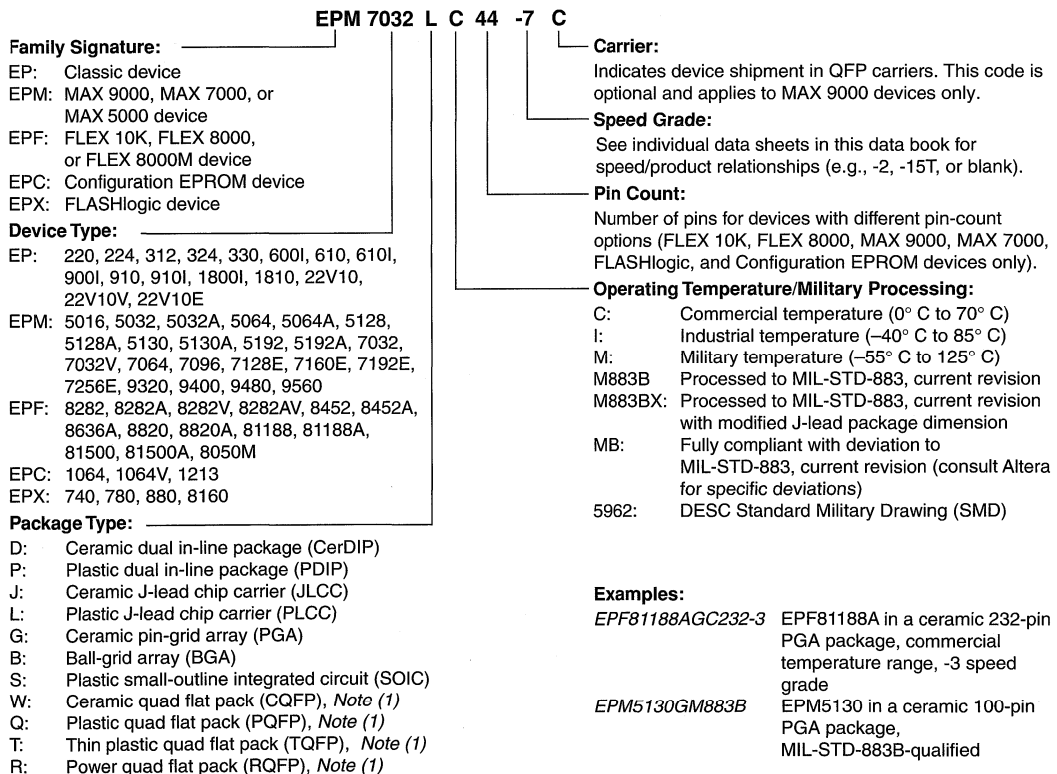 EPM 7032 L C 44 -7 C
Family Signature:
EP: Classic device
EPM: MAX 9000, MAX 7000, or
MAX 5000 device
EPF: FLEX 10K, FLEX 8000,
or FLEX 8000M device
EPC: Configuration EPROM device
EPX: FLASHlogic device
Device Type:
EP: 220, 224, 312, 324, 330, 600I, 610, 610I,
900I, 910, 910I, 1800I, 1810, 22V10,
22V10V, 22V10E
EPM: 5016, 5032, 5032A, 5064, 5064A, 5128,
5128A, 5130, 5130A, 5192, 5192A, 7032,
7032V, 7064, 7096, 7128E, 7160E, 7192E,
7256E, 9320, 9400, 9480, 9560
EPF: 8282, 8282A, 8282V, 8282AV, 8452, 8452A,
8636A, 8820, 8820A, 81188, 81188A,
81500, 81500A, 8050M
EPC: 1064, 1064V, 1213
EPX: 740, 780, 880, 8160
Package Type:
D: Ceramic dual in-line package (CerDIP)
P: Plastic dual in-line package (PDIP)
J: Ceramic J-lead chip carrier (JLCC)
L: Plastic J-lead chip carrier (PLCC)
G: Ceramic pin-grid array (PGA)
B: Ball-grid array (BGA)
S: Plastic small-outline integrated circuit (SOIC)
W: Ceramic quad flat pack (CQFP), Note (1)
Q: Plastic quad flat pack (PQFP), Note (1)
T: Thin plastic quad flat pack (TQFP), Note (1)
R: Power quad flat pack (RQFP), Note (1)
Carrier:
Indicates device shipment in QFP carriers. This code is
optional and applies to MAX 9000 devices only.
Speed Grade:
See individual data sheets in this data book for
speed/product relationships (e.g., -2, -15T, or blank).
Pin Count:
Number of pins for devices with different pin-count
options (FLEX 10K, FLEX 8000, MAX 9000, MAX 7000,
FLASHlogic, and Configuration EPROM devices only).
Operating Temperature/Military Processing:
C: Commercial temperature (0° C to 70° C)
I: Industrial temperature (–40° C to 85° C)
M: Military temperature (–55° C to 125° C)
M883B Processed to MIL-STD-883, current revision
M883BX: Processed to MIL-STD-883, current revision
with modified J-lead package dimension
MB: Fully compliant with deviation to
MIL-STD-883, current revision (consult Altera
for specific deviations)
5962: DESC Standard Military Drawing (SMD)
Examples:
EPF81188AGC232-3 EPF81188A in a ceramic 232-pin
PGA package, commercial
temperature range, -3 speed
grade
EPM5130GM883B EPM5130 in a ceramic 100-pin
PGA package,
MIL-STD-883B-qualified